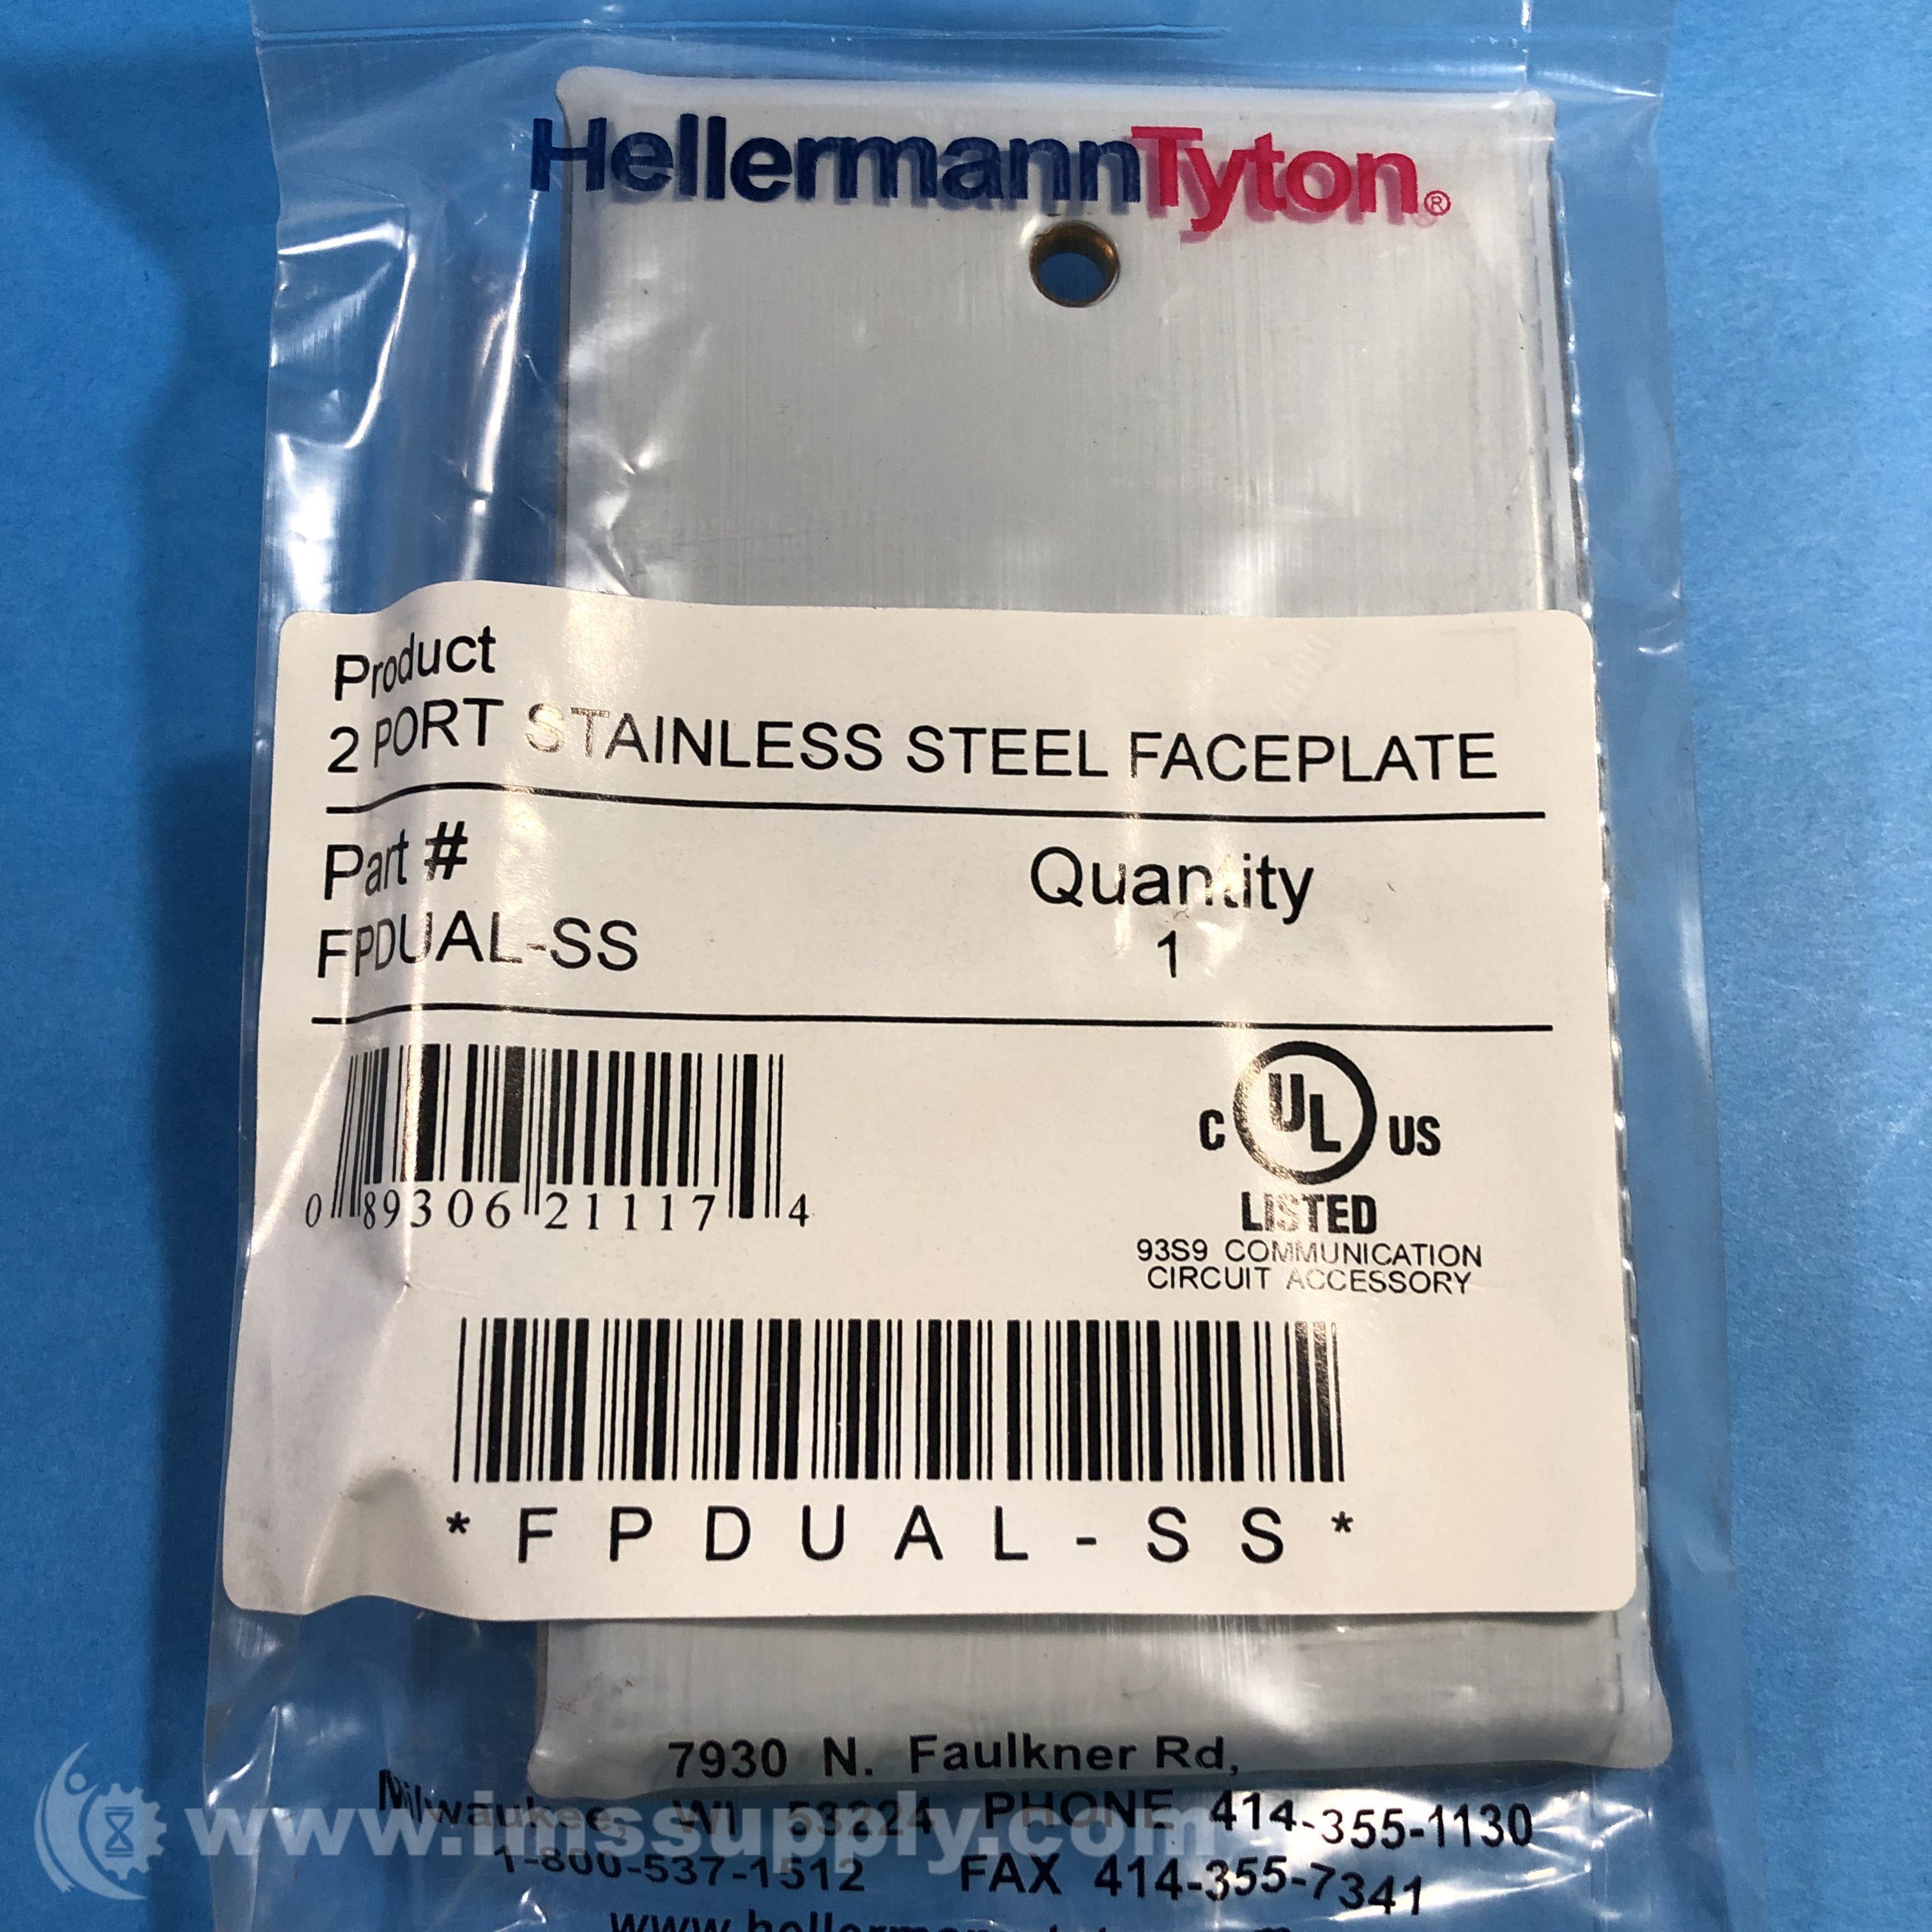 HellermannTyton®
Product
2 PORT STAINLESS STEEL FACEPLATE
Part # Quantity
FPDUAL-SS 1
C UL US
LISTED
0 89306 21117 4
93S9 COMMUNICATION
CIRCUIT ACCESSORY
* F P D U A L - S S *
7930 N. Faulkner Rd,
Milwaukee, WI 53224 PHONE 414-355-1130
www.imssupply.com
1-800-537-1512 FAX 414-355-7341